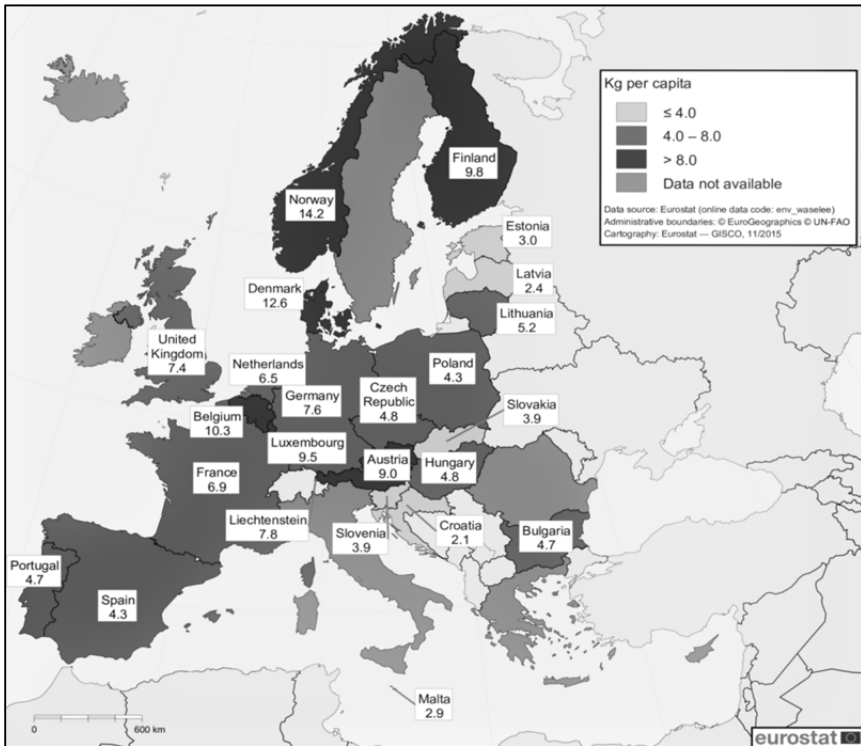 Kg per capita
≤ 4.0
4.0 – 8.0
> 8.0
Data not available
Data source: Eurostat (online data code: env_waselee)
Administrative boundaries: © EuroGeographics © UN-FAO
Cartography: Eurostat — GISCO, 11/2015
Finland
9.8
Norway
14.2
Estonia
3.0
Latvia
2.4
Denmark
12.6
Lithuania
5.2
United
Kingdom
7.4
Netherlands
6.5
Poland
4.3
Germany
7.6
Czech
Republic
4.8
Slovakia
3.9
Belgium
10.3
Luxembourg
9.5
Austria
9.0
Hungary
4.8
France
6.9
Liechtenstein
7.8
Slovenia
3.9
Croatia
2.1
Bulgaria
4.7
Portugal
4.7
Spain
4.3
Malta
2.9
0 600 km
eurostat